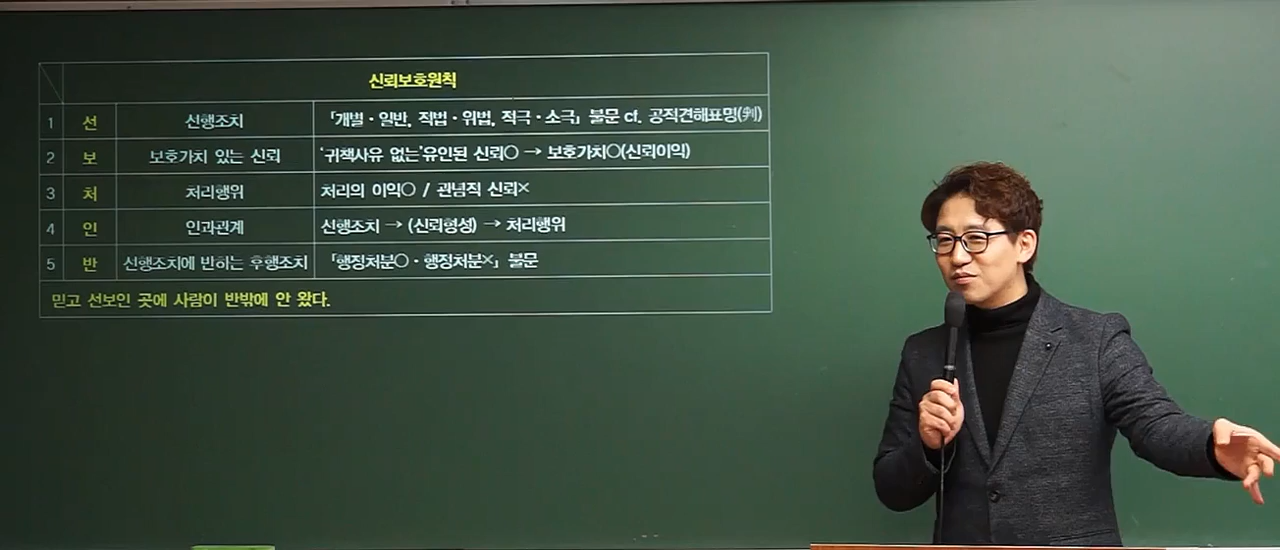 신뢰보호원칙
1 선 선행조치 「개별·일반, 적법·위법, 적극·소극」 불문 cf. 공적견해표명(判)
2 보 보호가치 있는 신뢰 '귀책사유 없는'유인된 신뢰○ → 보호가치○(신뢰이익)
3 처 처리행위 처리의 이익○ / 관념적 신뢰×
4 인 인과관계 선행조치 → (신뢰형성) → 처리행위
5 반 선행조치에 반하는 후행조치 「행정처분○·행정처분×」 불문
믿고 선보인 곳에 사람이 반밖에 안 왔다.